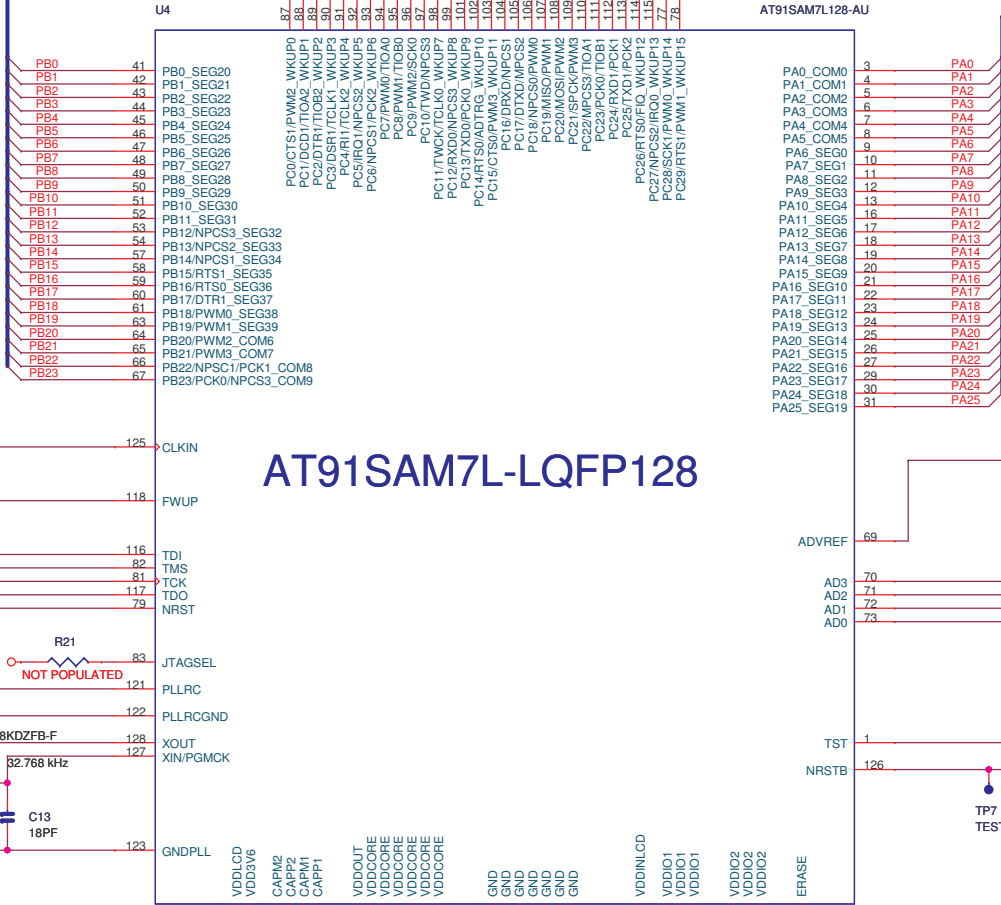 U4
AT91SAM7L128-AU
87
88
89
90
91
92
93
94
95
96
97
98
99
101
102
103
104
105
106
107
108
109
110
111
112
113
114
115
77
78
PC0/CTS1/PWM2_WKUP0
PC1/DCD1/TIOA2_WKUP1
PC2/DTR1/TIOB2_WKUP2
PC3/DSR1/TCLK1_WKUP3
PC4/RI1/TCLK2_WKUP4
PC5/IRQ1/NPCS2_WKUP5
PC6/NPCS1/PCK2_WKUP6
PC7/PWM0/TIOA0
PC8/PWM1/TIOB0
PC9/PWM2/SCK0
PC10/TWD/NPCS3
PC11/TWCK/TCLK0_WKUP7
PC12/RXD0/NPCS3_WKUP8
PC13/TXD0/PCK0_WKUP9
PC14/RTS0/ADTRG_WKUP10
PC15/CTS0/PWM3_WKUP11
PC16/DRXD/NPCS1
PC17/DTXD/MPCS2
PC18/NPCS0/PWM0
PC19/MISO/PWM1
PC20/MOSI/PWM2
PC21/SPCK/PWM3
PC22/MPCS3/TIOA1
PC23/PCK0/TIOB1
PC24/RXD1/PCK1
PC25/TXD1/PCK2
PC26/RTS0/FIQ_WKUP12
PC27/NPCS2/IRQ0_WKUP13
PC28/SCK1/PWM0_WKUP14
PC29/RTS1/PWM1_WKUP15
PB0 41 PB0_SEG20
PB1 42 PB1_SEG21
PB2 43 PB2_SEG22
PB3 44 PB3_SEG23
PB4 45 PB4_SEG24
PB5 46 PB5_SEG25
PB6 47 PB6_SEG26
PB7 48 PB7_SEG27
PB8 49 PB8_SEG28
PB9 50 PB9_SEG29
PB10 51 PB10_SEG30
PB11 52 PB11_SEG31
PB12 53 PB12/NPCS3_SEG32
PB13 54 PB13/NPCS2_SEG33
PB14 57 PB14/NPCS1_SEG34
PB15 58 PB15/RTS1_SEG35
PB16 59 PB16/RTS0_SEG36
PB17 60 PB17/DTR1_SEG37
PB18 61 PB18/PWM0_SEG38
PB19 63 PB19/PWM1_SEG39
PB20 64 PB20/PWM2_COM6
PB21 65 PB21/PWM3_COM7
PB22 66 PB22/NPSC1/PCK1_COM8
PB23 67 PB23/PCK0/NPCS3_COM9
PA0_COM0 3 PA0
PA1_COM1 4 PA1
PA2_COM2 5 PA2
PA3_COM3 6 PA3
PA4_COM4 7 PA4
PA5_COM5 8 PA5
PA6_SEG0 9 PA6
PA7_SEG1 10 PA7
PA8_SEG2 11 PA8
PA9_SEG3 12 PA9
PA10_SEG4 13 PA10
PA11_SEG5 16 PA11
PA12_SEG6 17 PA12
PA13_SEG7 18 PA13
PA14_SEG8 19 PA14
PA15_SEG9 20 PA15
PA16_SEG10 21 PA16
PA17_SEG11 22 PA17
PA18_SEG12 23 PA18
PA19_SEG13 24 PA19
PA20_SEG14 25 PA20
PA21_SEG15 26 PA21
PA22_SEG16 27 PA22
PA23_SEG17 29 PA23
PA24_SEG18 30 PA24
PA25_SEG19 31 PA25
125 CLKIN
AT91SAM7L-LQFP128
118 FWUP
ADVREF 69
116 TDI
82 TMS
81 TCK
117 TDO
79 NRST
AD3 70
AD2 71
AD1 72
AD0 73
R21
83 JTAGSEL
NOT POPULATED
121 PLLRC
122 PLLRCGND
8KDZFB-F
128 XOUT
127 XIN/PGMCK
32.768 kHz
TST 1
NRSTB 126
C13
18PF
TP7
TES
123 GNDPLL
VDDLCD
VDD3V6
CAPM2
CAPP2
CAPM1
CAPP1
VDDOUT
VDDCORE
VDDCORE
VDDCORE
VDDCORE
VDDCORE
VDDCORE
GND
GND
GND
GND
GND
GND
GND
VDDINLCD
VDDIO1
VDDIO1
VDDIO1
VDDIO2
VDDIO2
VDDIO2
ERASE